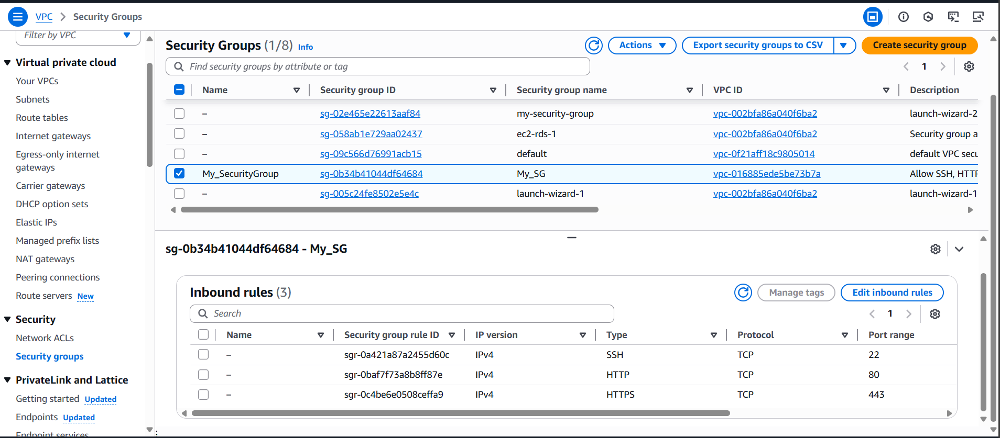 VPC > Security Groups
Filter by VPC
Virtual private cloud
Your VPCs
Subnets
Route tables
Internet gateways
Egress-only internet
gateways
Carrier gateways
DHCP option sets
Elastic IPs
Managed prefix lists
NAT gateways
Peering connections
Route servers New
Security
Network ACLs
Security groups
PrivateLink and Lattice
Getting started Updated
Endpoints Updated
Endpoint services
Security Groups (1/8) Info
Actions
Export security groups to CSV
Create security group
Find security groups by attribute or tag
1
Name Security group ID Security group name VPC ID Description
– sg-02e465e22613aaf84 my-security-group vpc-002bfa86a040f6ba2 launch-wizard-2
– sg-058ab1e729aa02437 ec2-rds-1 vpc-002bfa86a040f6ba2 Security group a
– sg-09c566d76991acb15 default vpc-0f21aff18c9805014 default VPC secu
My_SecurityGroup sg-0b34b41044df64684 My_SG vpc-016885ede5be73b7a Allow SSH, HTTP
– sg-005c24fe8502e5e4c launch-wizard-1 vpc-002bfa86a040f6ba2 launch-wizard-1
sg-0b34b41044df64684 - My_SG
Inbound rules (3)
Manage tags
Edit inbound rules
Search
1
Name Security group rule ID IP version Type Protocol Port range
– sgr-0a421a87a2455d60c IPv4 SSH TCP 22
– sgr-0baf7f73a8b8ff87e IPv4 HTTP TCP 80
– sgr-0c4be6e0508ceffa9 IPv4 HTTPS TCP 443
;